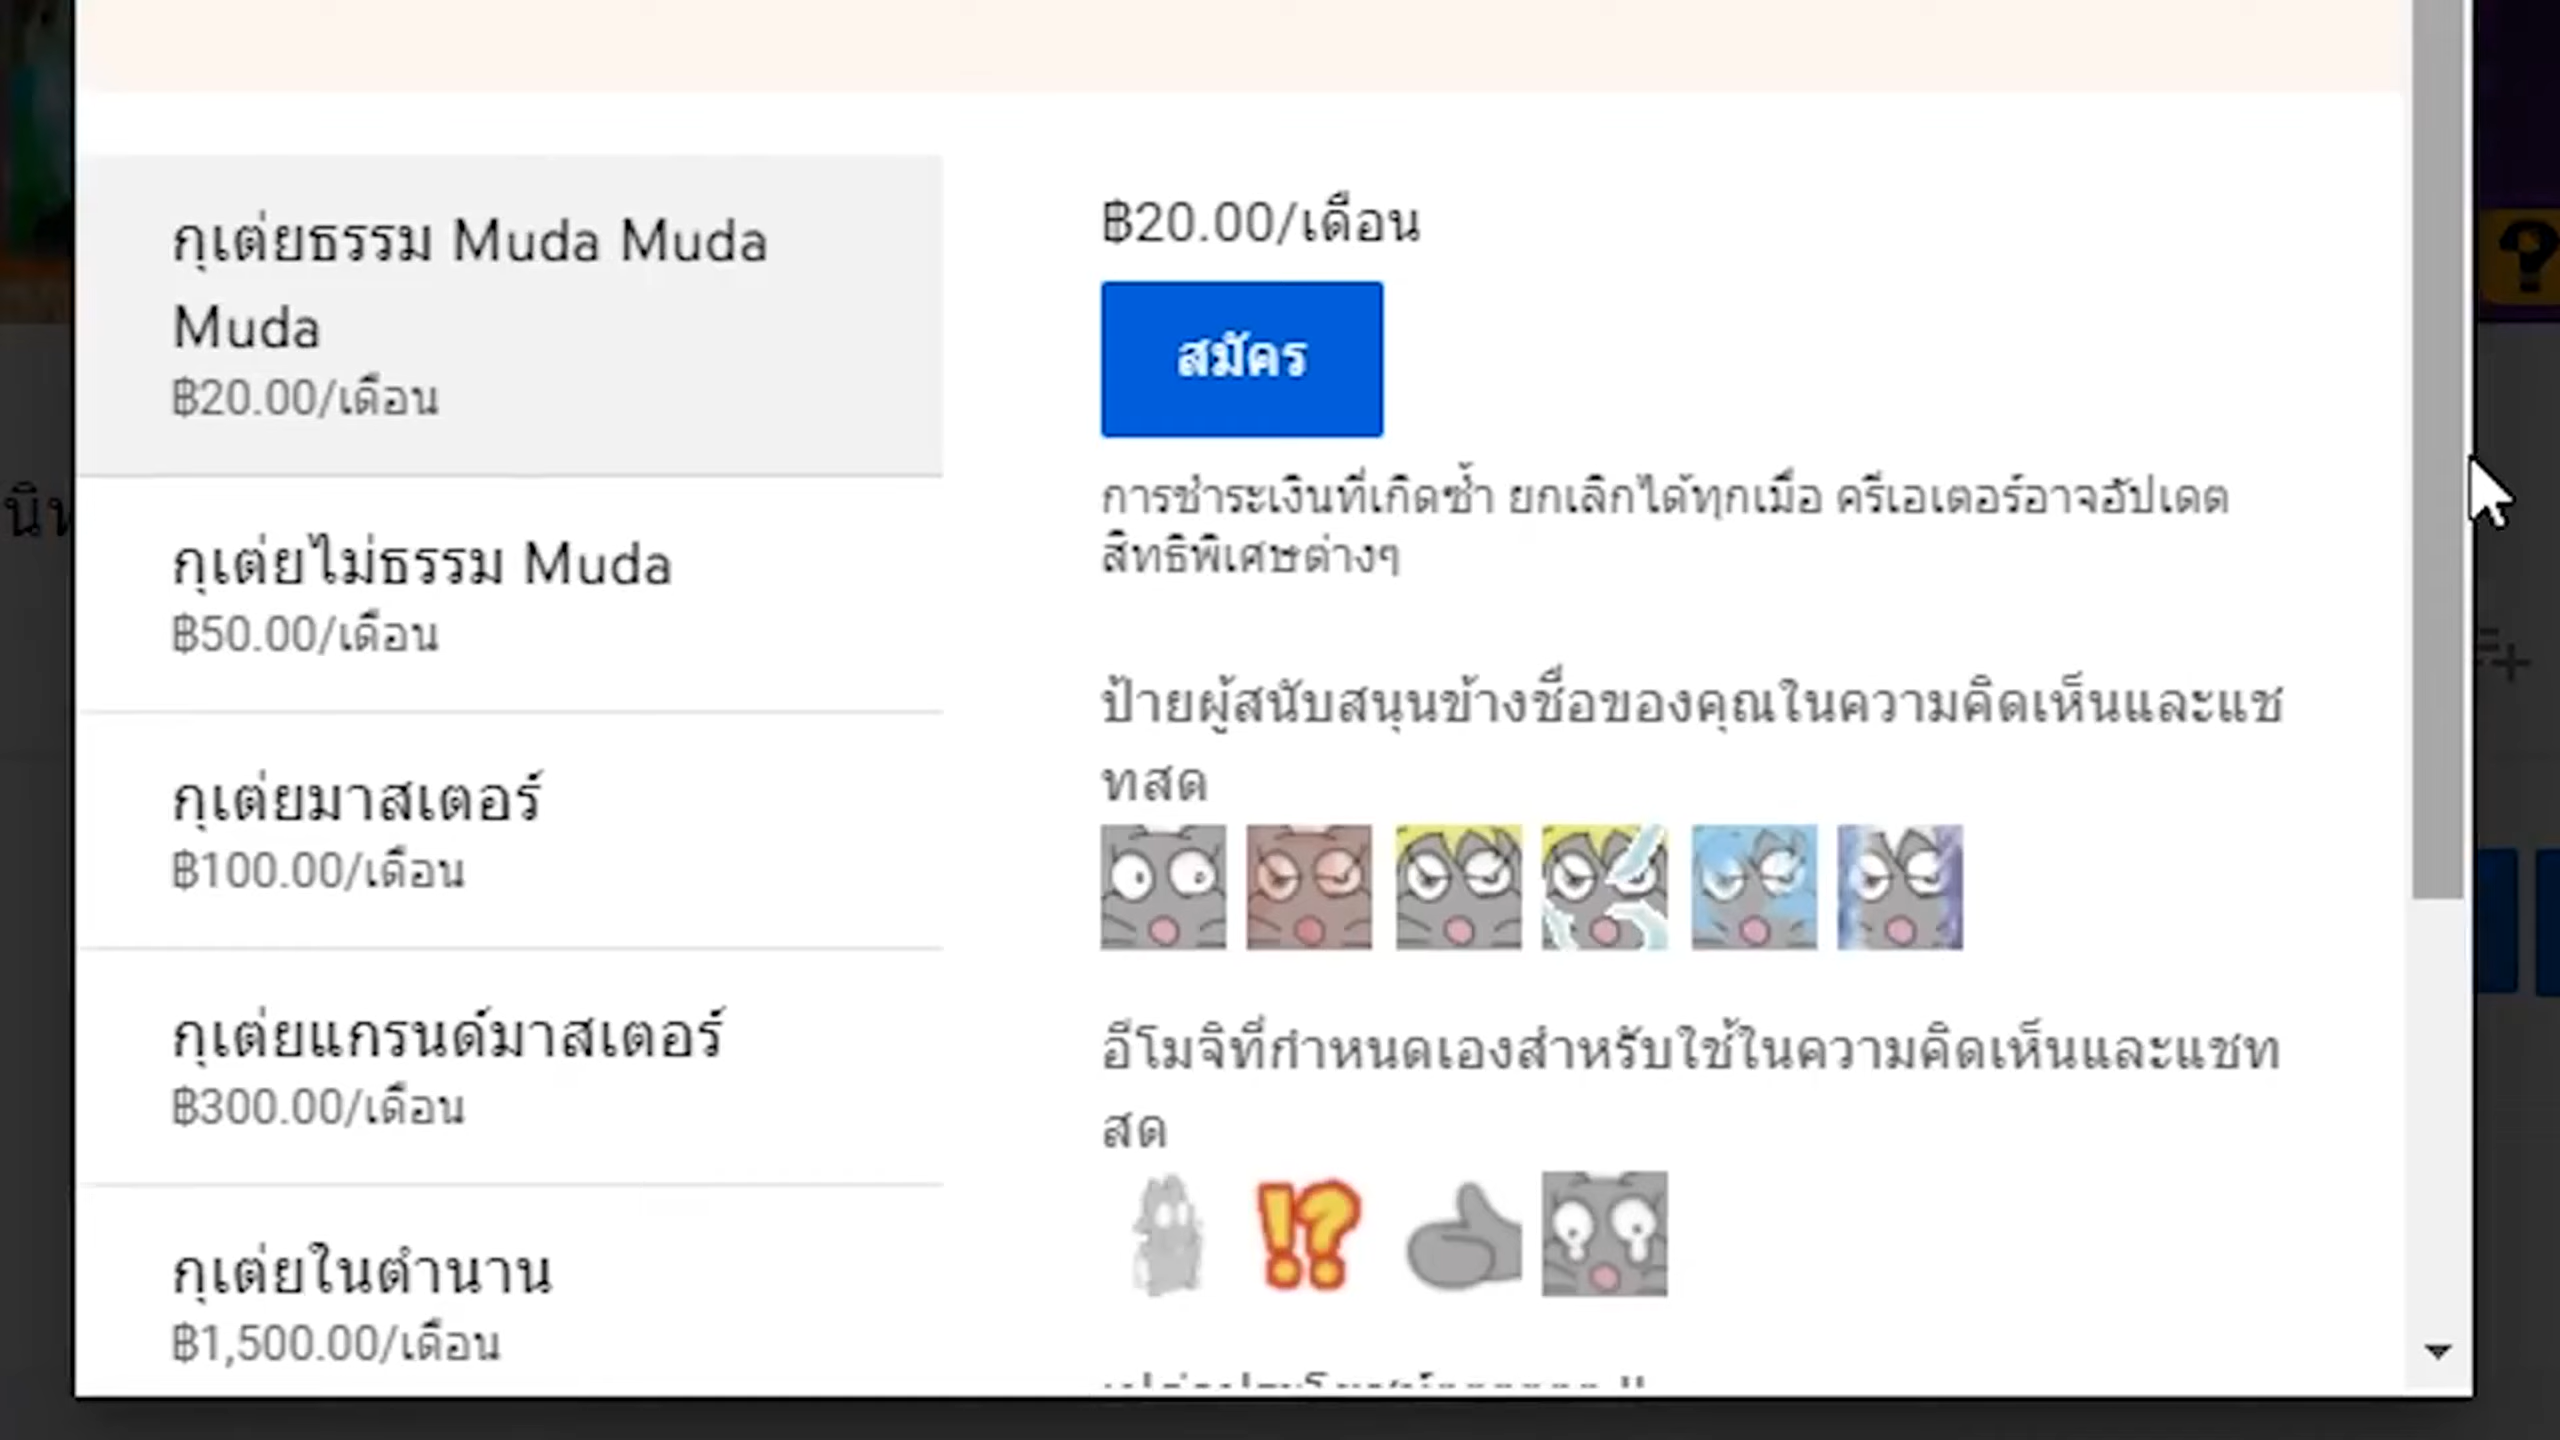 กุเต่ยธรรม Muda Muda
Muda
฿20.00/เดือน
กุเต่ยไม่ธรรม Muda
฿50.00/เดือน
กุเต่ยมาสเตอร์
฿100.00/เดือน
กุเต่ยแกรนด์มาสเตอร์
฿300.00/เดือน
กุเต่ยในตำนาน
฿1,500.00/เดือน
฿20.00/เดือน
สมัคร
การชำระเงินที่เกิดซ้ำ ยกเลิกได้ทุกเมื่อ ครีเอเตอร์อาจอัปเดต
สิทธิพิเศษต่างๆ
ป้ายผู้สนับสนุนข้างชื่อของคุณในความคิดเห็นและแช
ทสด
อีโมจิที่กำหนดเองสำหรับใช้ในความคิดเห็นและแชท
สด
!?